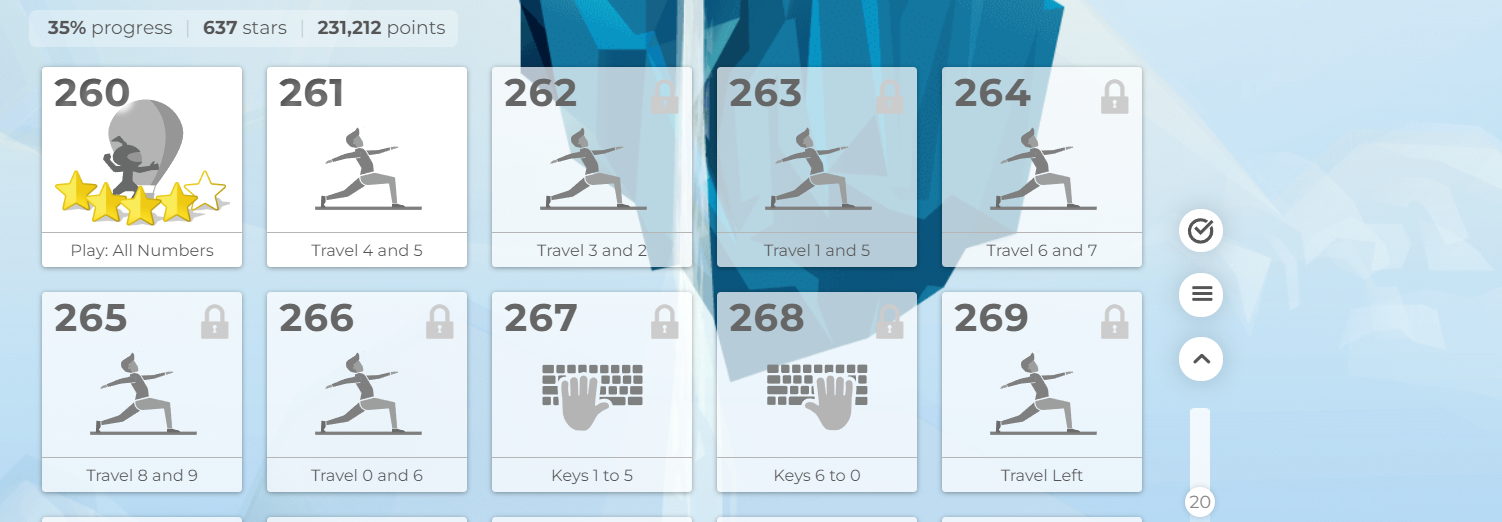 35% progress | 637 stars | 231,212 points
260
261
262
263
264
Play: All Numbers
Travel 4 and 5
Travel 3 and 2
Travel 1 and 5
Travel 6 and 7
265
266
267
268
269
Travel 8 and 9
Travel 0 and 6
Keys 1 to 5
Keys 6 to 0
Travel Left
20